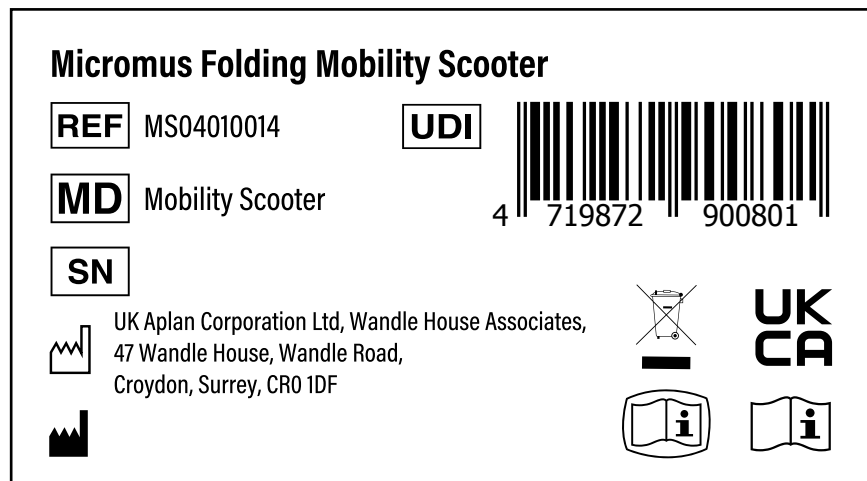 Micromus Folding Mobility Scooter
REF MS04010014
UDI
4 719872 900801
MD Mobility Scooter
SN
UK Aplan Corporation Ltd, Wandle House Associates,
47 Wandle House, Wandle Road,
Croydon, Surrey, CR0 1DF
UK
CA
i
i